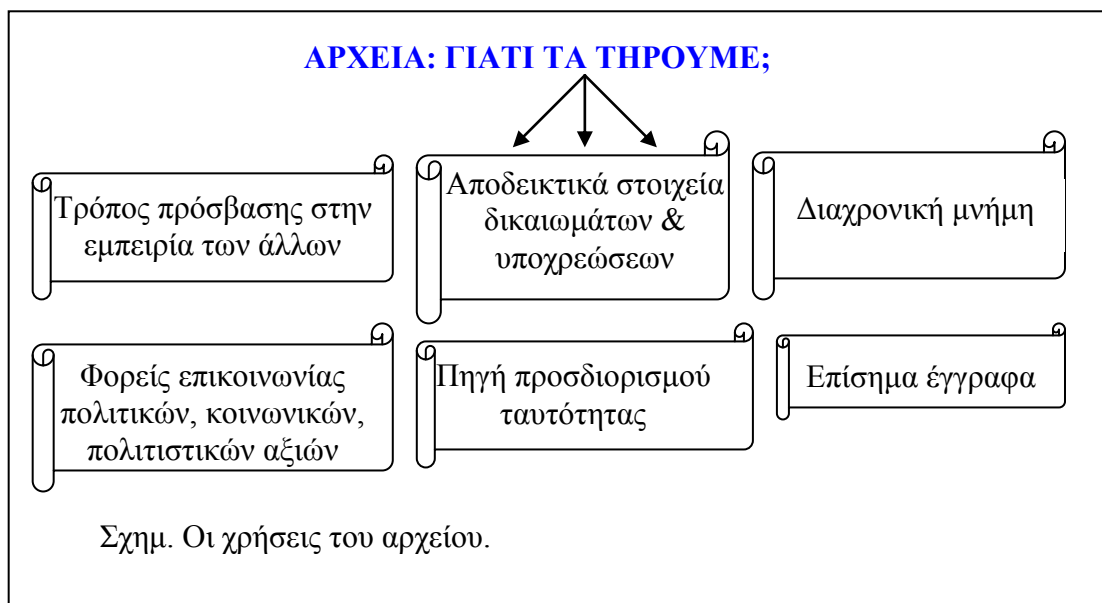 ΑΡΧΕΙΑ: ΓΙΑΤΙ ΤΑ ΤΗΡΟΥΜΕ;
Τρόπος πρόσβασης στην
εμπειρία των άλλων
Αποδεικτικά στοιχεία
δικαιωμάτων &
υποχρεώσεων
Διαχρονική μνήμη
Φορείς επικοινωνίας
πολιτικών, κοινωνικών,
πολιτιστικών αξιών
Πηγή προσδιορισμού
ταυτότητας
Επίσημα έγγραφα
Σχημ. Οι χρήσεις του αρχείου.